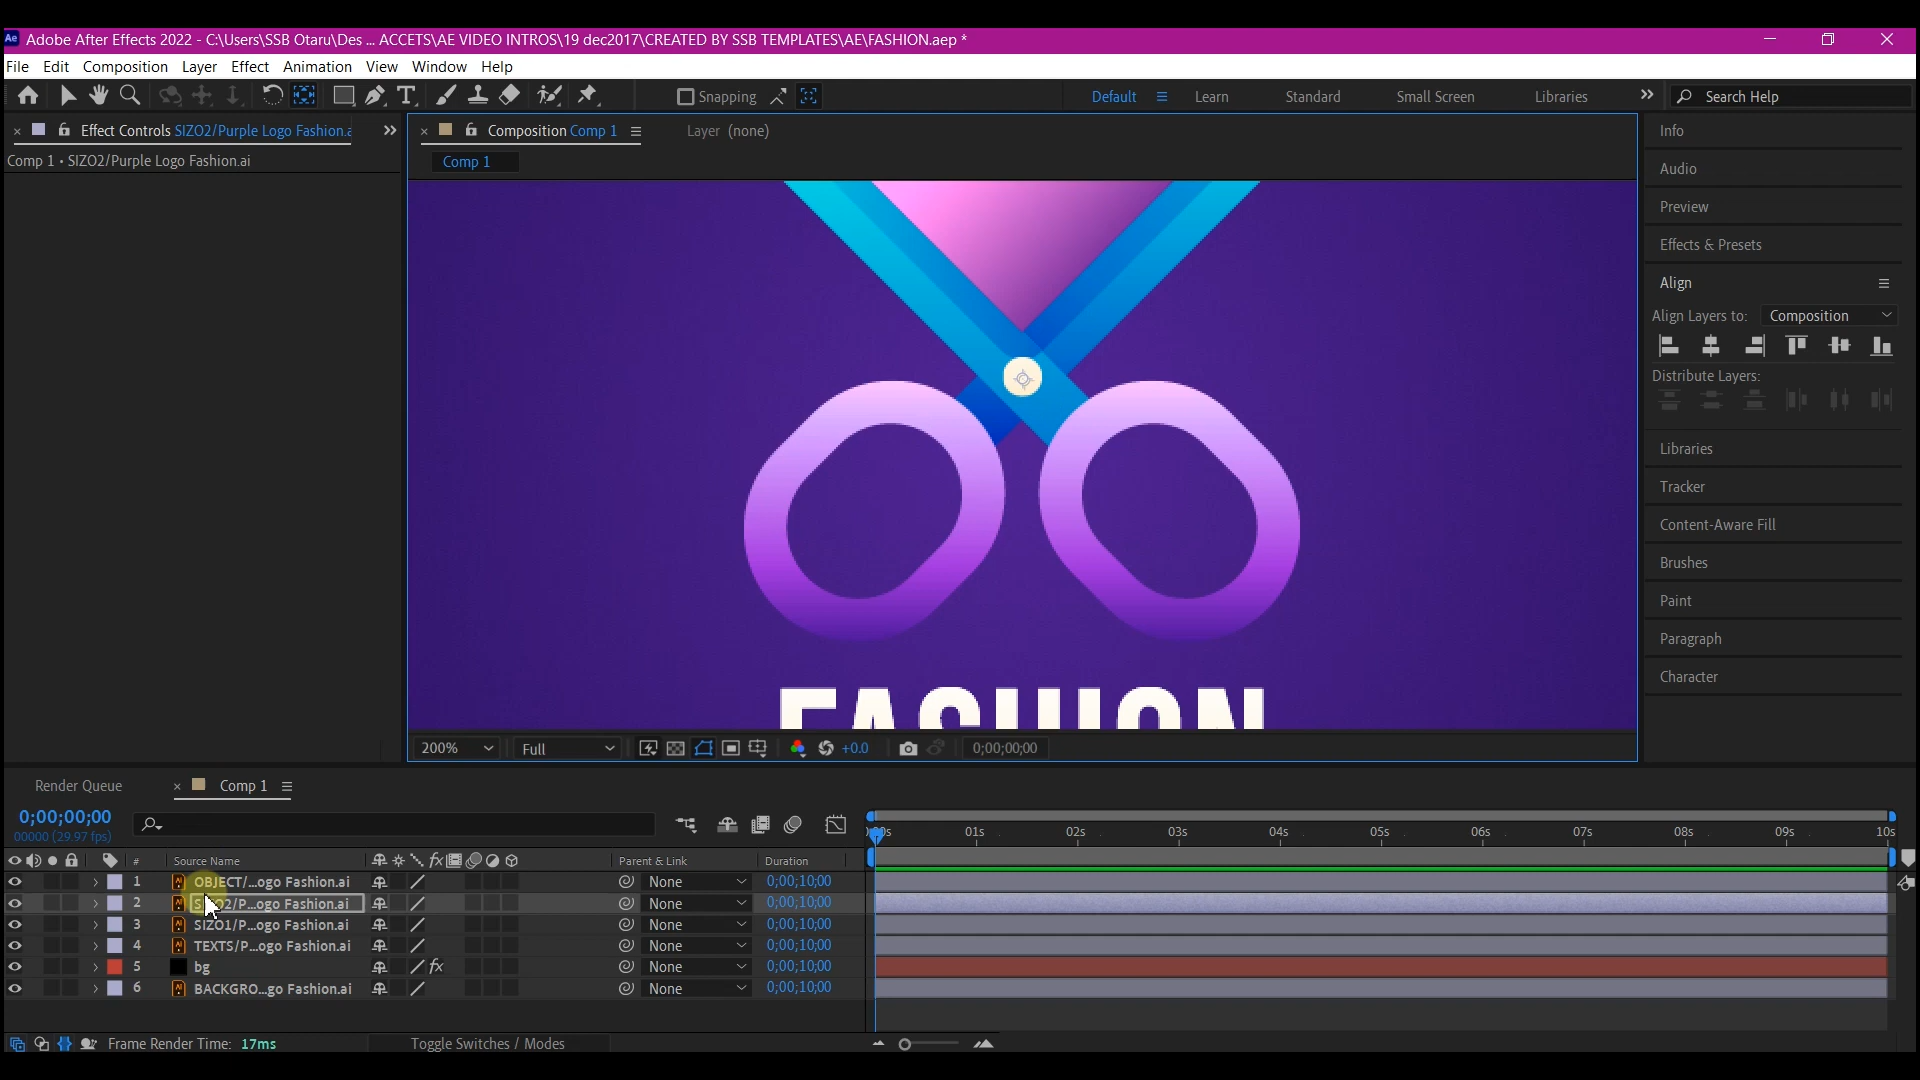 Ae Adobe After Effects 2022 - C:\Users\SSB Otaru\Des ... ACCETS\AE VIDEO INTROS\19 dec2017\CREATED BY SSB TEMPLATES\AE\FASHION.aep *
File Edit Composition Layer Effect Animation View Window Help
Snapping Default Learn Standard Small Screen Libraries Search Help
Effect Controls SIZO2/Purple Logo Fashion.a
Composition Comp 1 Layer (none)
Info
Comp 1 • SIZO2/Purple Logo Fashion.ai
Comp 1
Audio
Preview
Effects & Presets
Align
Align Layers to: Composition
Distribute Layers:
Libraries
Tracker
Content-Aware Fill
Brushes
Paint
Paragraph
Character
FASHION
200% Full +0.0 0;00;00;00
Render Queue Comp 1
0;00;00;00
00000 (29.97 fps)
01s 02s 03s 04s 05s 06s 07s 08s 09s 10s
# Source Name Parent & Link Duration
1 OBJECT/...ogo Fashion.ai None 0;00;10;00
2 None 0;00;10;00
3 SIZO1/P...ogo Fashion.ai None 0;00;10;00
4 TEXTS/P...ogo Fashion.ai None 0;00;10;00
5 bg fx None 0;00;10;00
6 BACKGRO...go Fashion.ai None 0;00;10;00
Frame Render Time: 17ms Toggle Switches / Modes